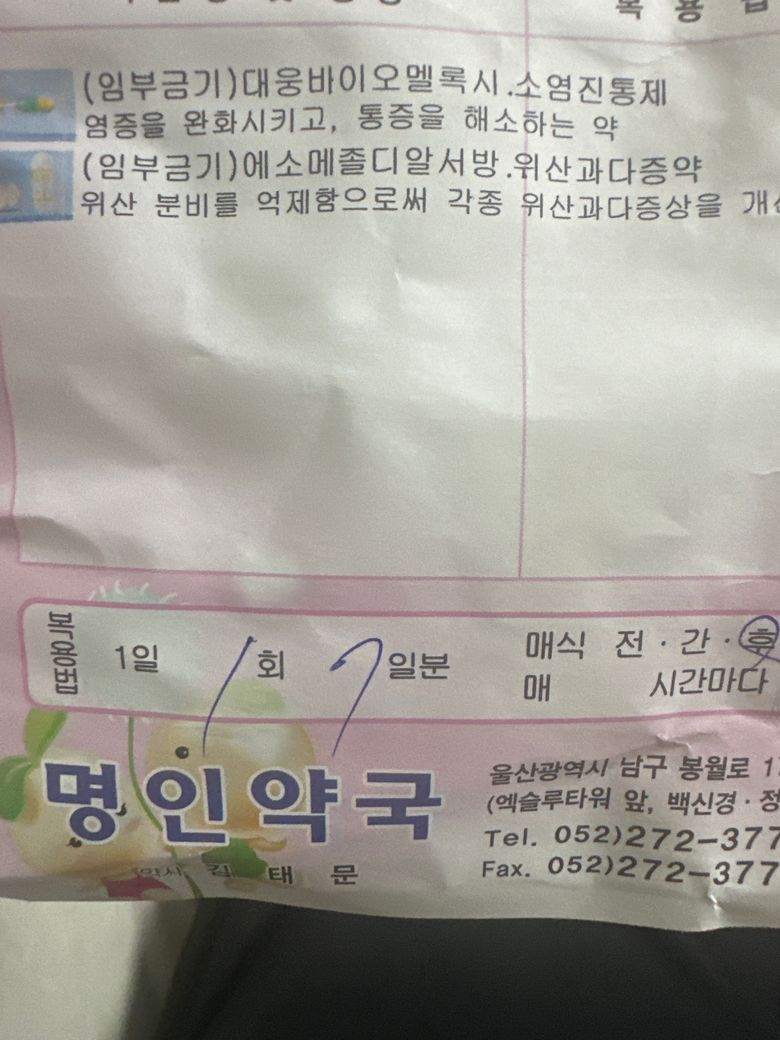 복 용 법
(임부금기)대웅바이오멜록시.소염진통제
염증을 완화시키고, 통증을 해소하는 약
(임부금기)에소메졸디알서방.위산과다증약
위산 분비를 억제함으로써 각종 위산과다증상을
복용법
1일 1회 7일분
매식 전·간·후
매 시간마다
명인약국
약사 김 태 문
울산광역시 남구 봉월로
(엑슬루타워 앞, 백신경·정
Tel. 052)272-377
Fax. 052)272-377